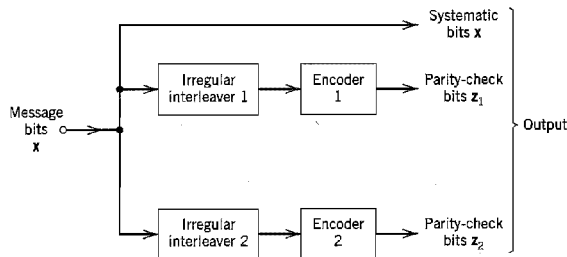 Systematic
bits x
Irregular
interleaver 1
Encoder
1
Parity-check
bits z1
Message
bits
x
Output
Irregular
interleaver 2
Encoder
2
Parity-check
bits z2